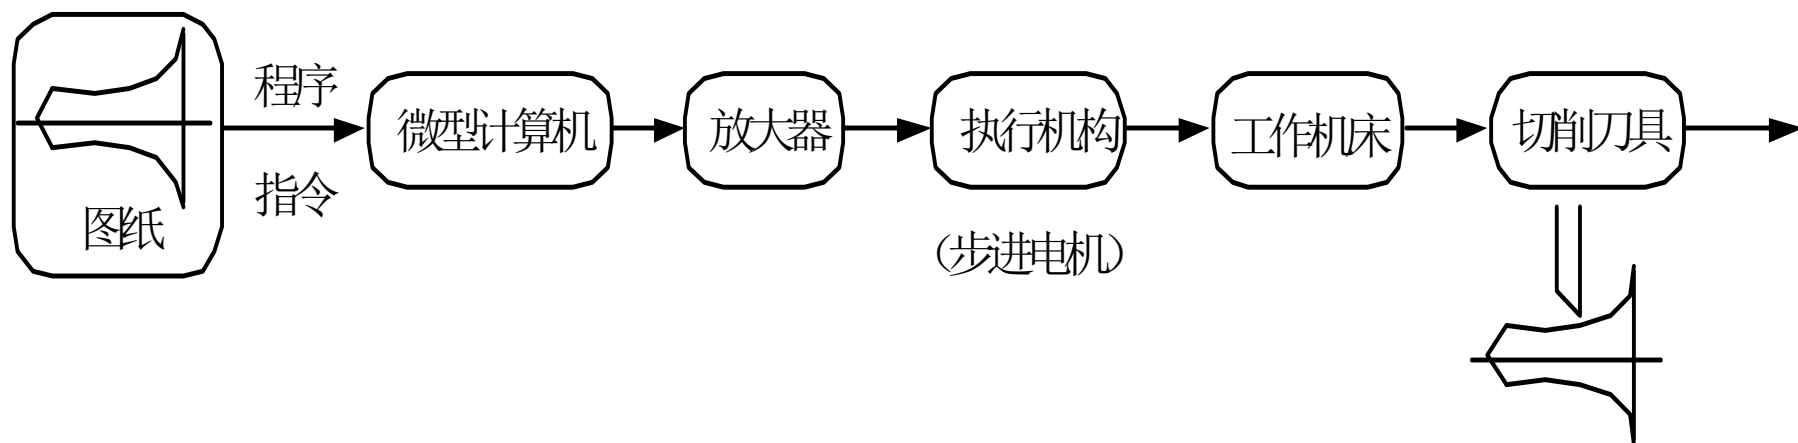 图纸
程序
指令
微型计算机
放大器
执行机构
(步进电机)
工作机床
切削刀具